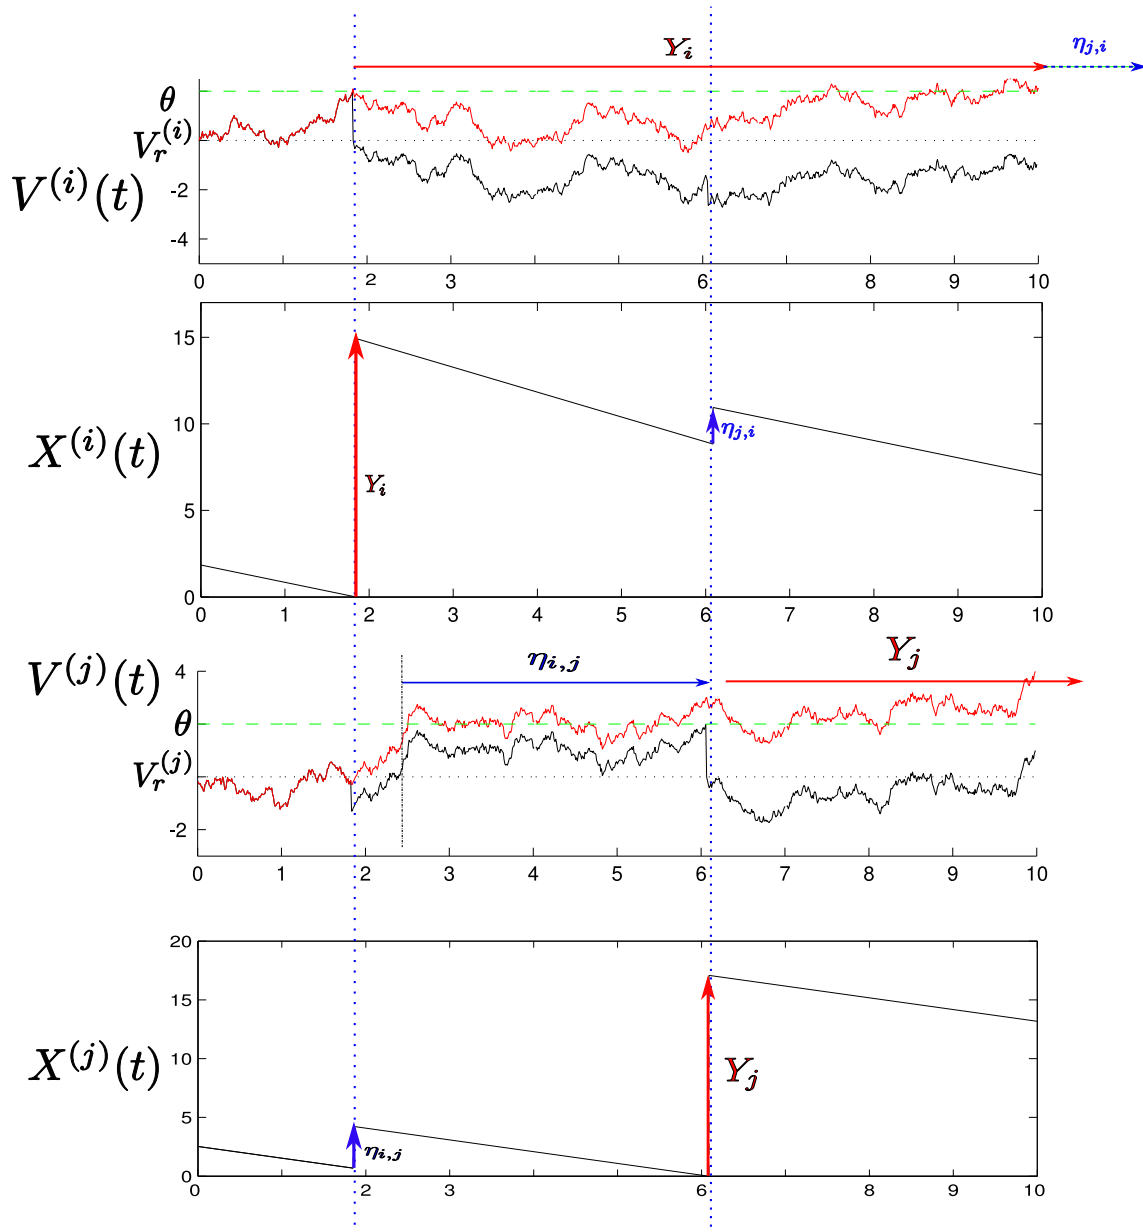 Y_i η_{j,i}
θ
V_r^{(i)}
V^{(i)}(t)
-2
-4
0 2 3 5 6 8 9 10
15
10
5
0
X^{(i)}(t)
η_{j,i}
Y_i
0 1 2 3 4 5 6 7 8 9 10
V^{(j)}(t)
4
η_{i,j} Y_j
θ
V_r^{(j)}
-2
0 1 2 3 4 5 6 7 8 9 10
20
15
10
5
0
X^{(j)}(t)
Y_j
η_{i,j}
0 2 3 5 6 8 9 10